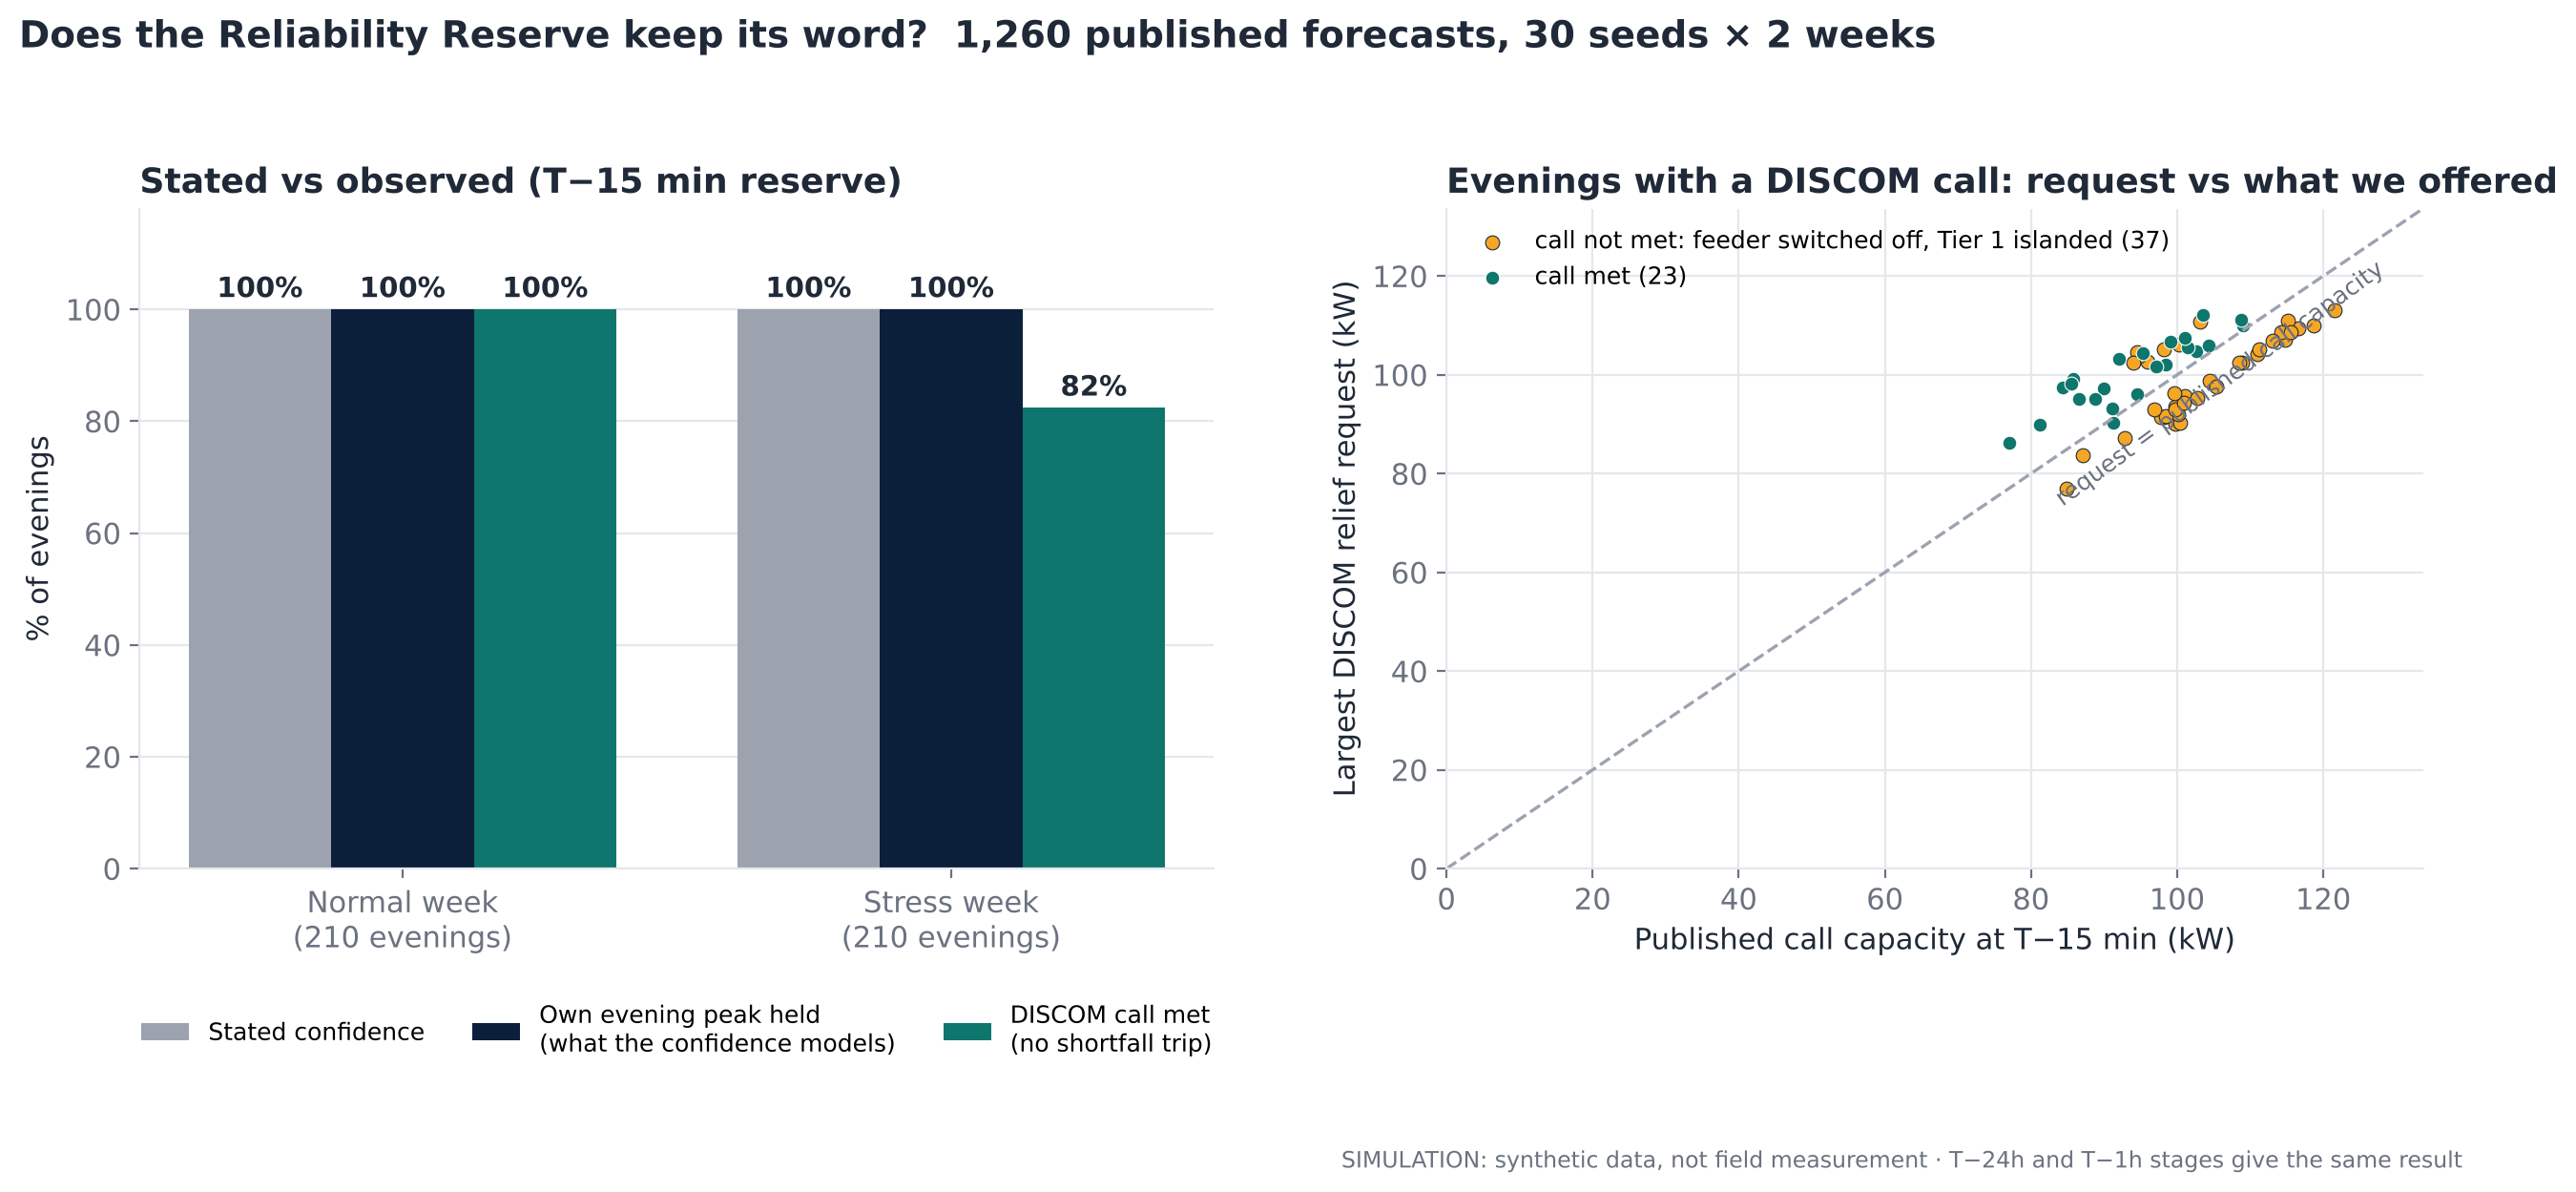 Does the Reliability Reserve keep its word?  1,260 published forecasts, 30 seeds × 2 weeks
Stated vs observed (T−15 min reserve)
% of evenings
100
80
60
40
20
0
100%
100%
100%
100%
100%
82%
Normal week
(210 evenings)
Stress week
(210 evenings)
Stated confidence
Own evening peak held
(what the confidence models)
DISCOM call met
(no shortfall trip)
Evenings with a DISCOM call: request vs what we offered
call not met: feeder switched off, Tier 1 islanded (37)
call met (23)
Largest DISCOM relief request (kW)
120
100
80
60
40
20
0
request = published capacity
0
20
40
60
80
100
120
Published call capacity at T−15 min (kW)
SIMULATION: synthetic data, not field measurement · T−24h and T−1h stages give the same result